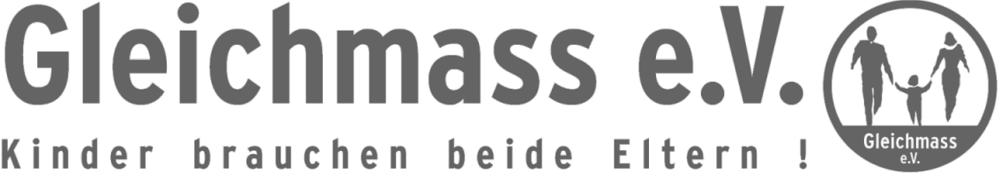 Gleichmass e.V.
Kinder brauchen beide Eltern !
Gleichmass
e.V.